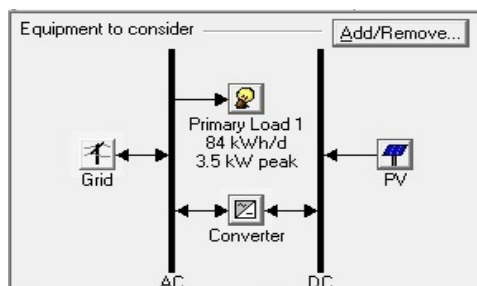 Equipment to consider
Add/Remove...
Primary Load 1
84 kWh/d
3.5 kW peak
Grid
PV
Converter
AC
DC